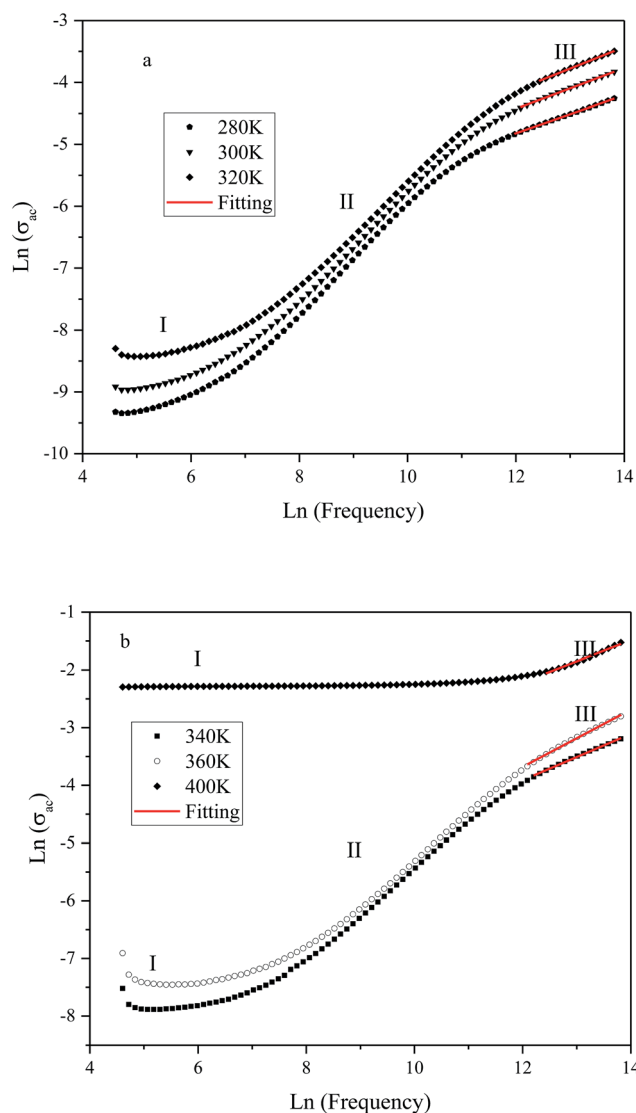 a
-3
-4
-5
-6
-7
-8
-9
-10
Ln (σac)
280K
300K
320K
Fitting
I
II
III
4 6 8 10 12 14
Ln (Frequency)
b
-1
-2
-3
-4
-5
-6
-7
-8
Ln (σac)
I
III
340K
360K
400K
Fitting
III
II
I
4 6 8 10 12 14
Ln (Frequency)